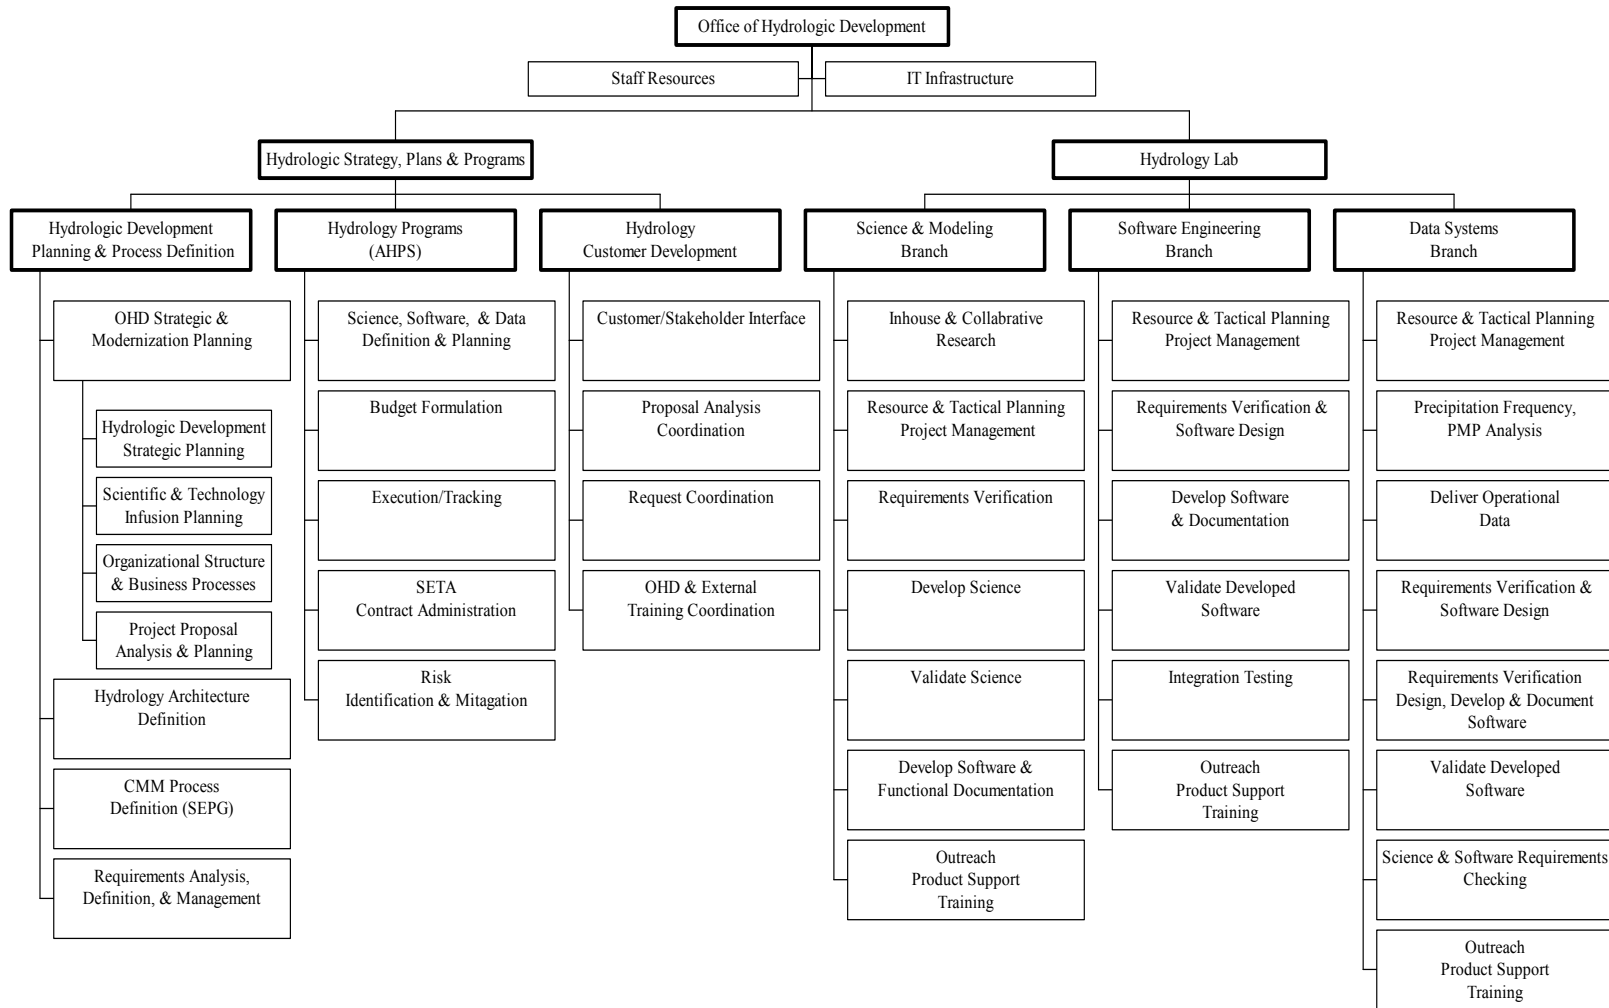 Office of Hydrologic Development
Staff Resources
IT Infrastructure
Hydrologic Strategy, Plans & Programs
Hydrology Lab
Hydrologic Development
Planning & Process Definition
Hydrology Programs
(AHPS)
Hydrology
Customer Development
Science & Modeling
Branch
Software Engineering
Branch
Data Systems
Branch
OHD Strategic &
Modernization Planning
Hydrologic Development
Strategic Planning
Scientific & Technology
Infusion Planning
Organizational Structure
& Business Processes
Project Proposal
Analysis & Planning
Hydrology Architecture
Definition
CMM Process
Definition (SEPG)
Requirements Analysis,
Definition, & Management
Science, Software, & Data
Definition & Planning
Budget Formulation
Execution/Tracking
SETA
Contract Administration
Risk
Identification & Mitagation
Customer/Stakeholder Interface
Proposal Analysis
Coordination
Request Coordination
OHD & External
Training Coordination
Inhouse & Collabrative
Research
Resource & Tactical Planning
Project Management
Requirements Verification
Develop Science
Validate Science
Develop Software &
Functional Documentation
Outreach
Product Support
Training
Resource & Tactical Planning
Project Management
Requirements Verification &
Software Design
Develop Software
& Documentation
Validate Developed
Software
Integration Testing
Outreach
Product Support
Training
Resource & Tactical Planning
Project Management
Precipitation Frequency,
PMP Analysis
Deliver Operational
Data
Requirements Verification &
Software Design
Requirements Verification
Design, Develop & Document
Software
Validate Developed
Software
Science & Software Requirements
Checking
Outreach
Product Support
Training